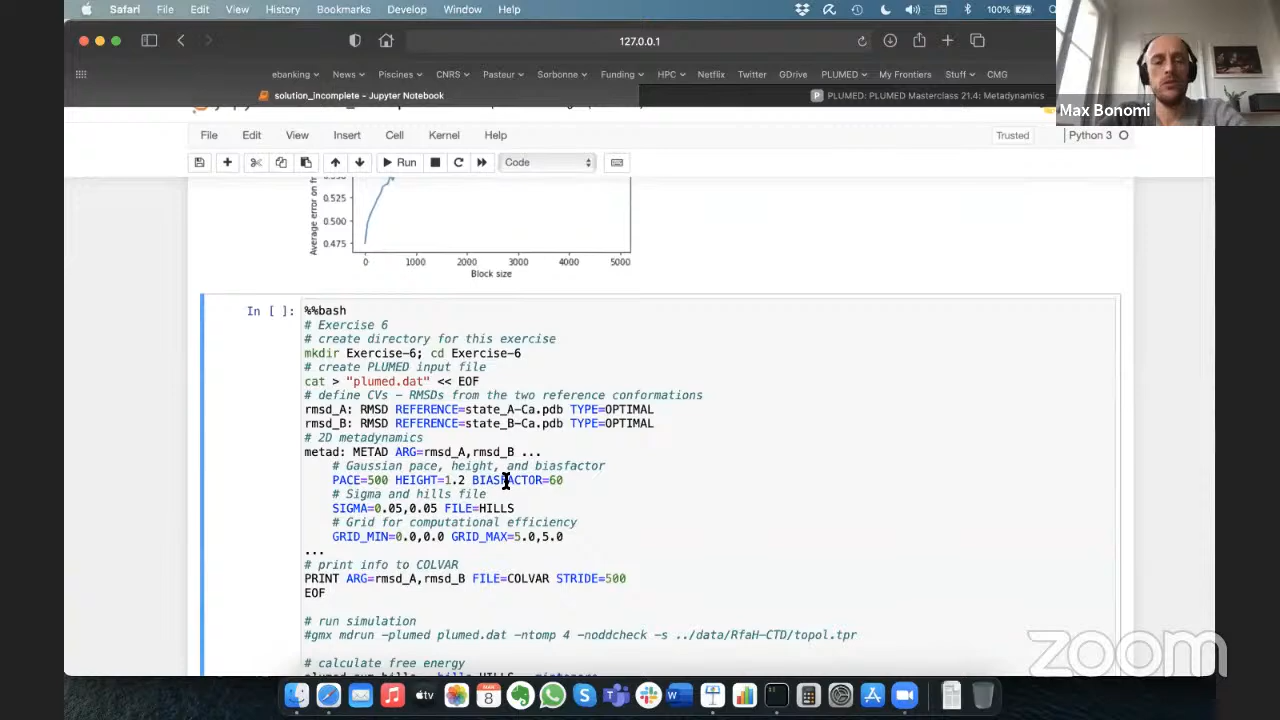 Safari File Edit View History Bookmarks Develop Window Help 100%
127.0.0.1
ebanking News Piscines CNRS Pasteur Sorbonne Funding HPC Netflix Twitter GDrive PLUMED My Frontiers Stuff CMG
solution_incomplete - Jupyter Notebook P PLUMED: PLUMED Masterclass 21.4: Metadynamics
Max Bonomi
File Edit View Insert Cell Kernel Help Trusted Python 3
Run Code
0.525
0.500
0.475
Average error on
0 1000 2000 3000 4000 5000
Block size
In [ ]: %%bash
# Exercise 6
# create directory for this exercise
mkdir Exercise-6; cd Exercise-6
# create PLUMED input file
cat > "plumed.dat" << EOF
# define CVs - RMSDs from the two reference conformations
rmsd_A: RMSD REFERENCE=state_A-Ca.pdb TYPE=OPTIMAL
rmsd_B: RMSD REFERENCE=state_B-Ca.pdb TYPE=OPTIMAL
# 2D metadynamics
metad: METAD ARG=rmsd_A,rmsd_B ...
# Gaussian pace, height, and biasfactor
PACE=500 HEIGHT=1.2 BIASFACTOR=60
# Sigma and hills file
SIGMA=0.05,0.05 FILE=HILLS
# Grid for computational efficiency
GRID_MIN=0.0,0.0 GRID_MAX=5.0,5.0
...
# print info to COLVAR
PRINT ARG=rmsd_A,rmsd_B FILE=COLVAR STRIDE=500
EOF
# run simulation
#gmx mdrun -plumed plumed.dat -ntomp 4 -noddcheck -s ../data/RfaH-CTD/topol.tpr
# calculate free energy
zoom
tv MAR 8